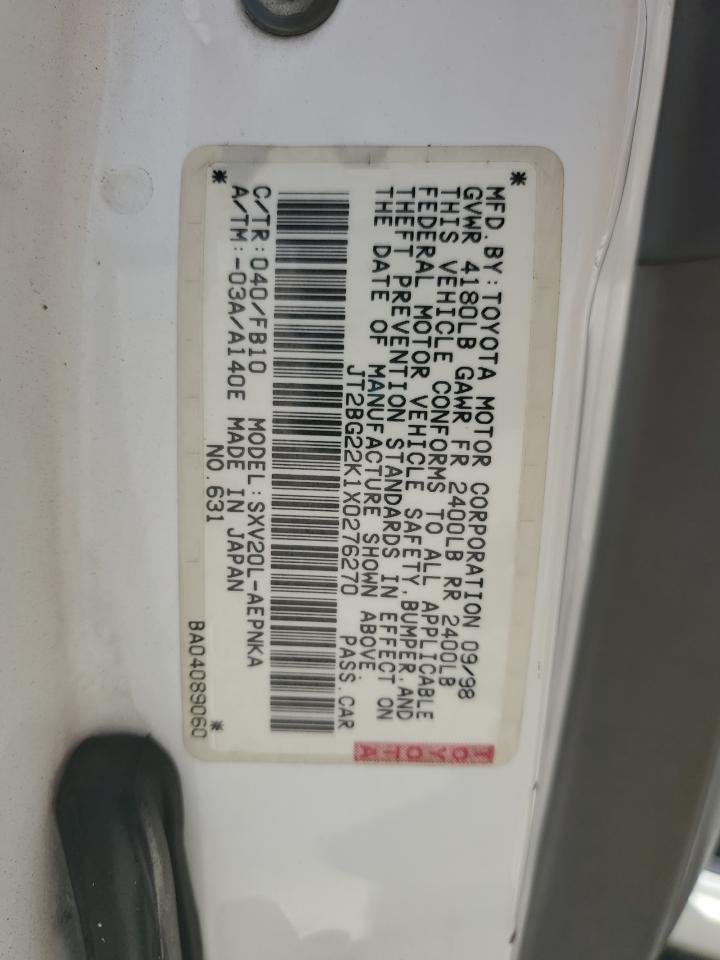 MFD. BY: TOYOTA MOTOR CORPORATION 09/98
GVWR 4180LB GAWR FR 2400LB RR 2400LB
THIS VEHICLE CONFORMS TO ALL APPLICABLE
FEDERAL MOTOR VEHICLE SAFETY, BUMPER, AND
THEFT PREVENTION STANDARDS IN EFFECT ON
THE DATE OF MANUFACTURE SHOWN ABOVE.
JT2BG22K1X0276270 PASS. CAR
TOYOTA
C/TR: 040/FB10 MODEL: SXV20L-AEPNKA
A/TM: -03A/A140E MADE IN JAPAN
NO. 631
BA04089060